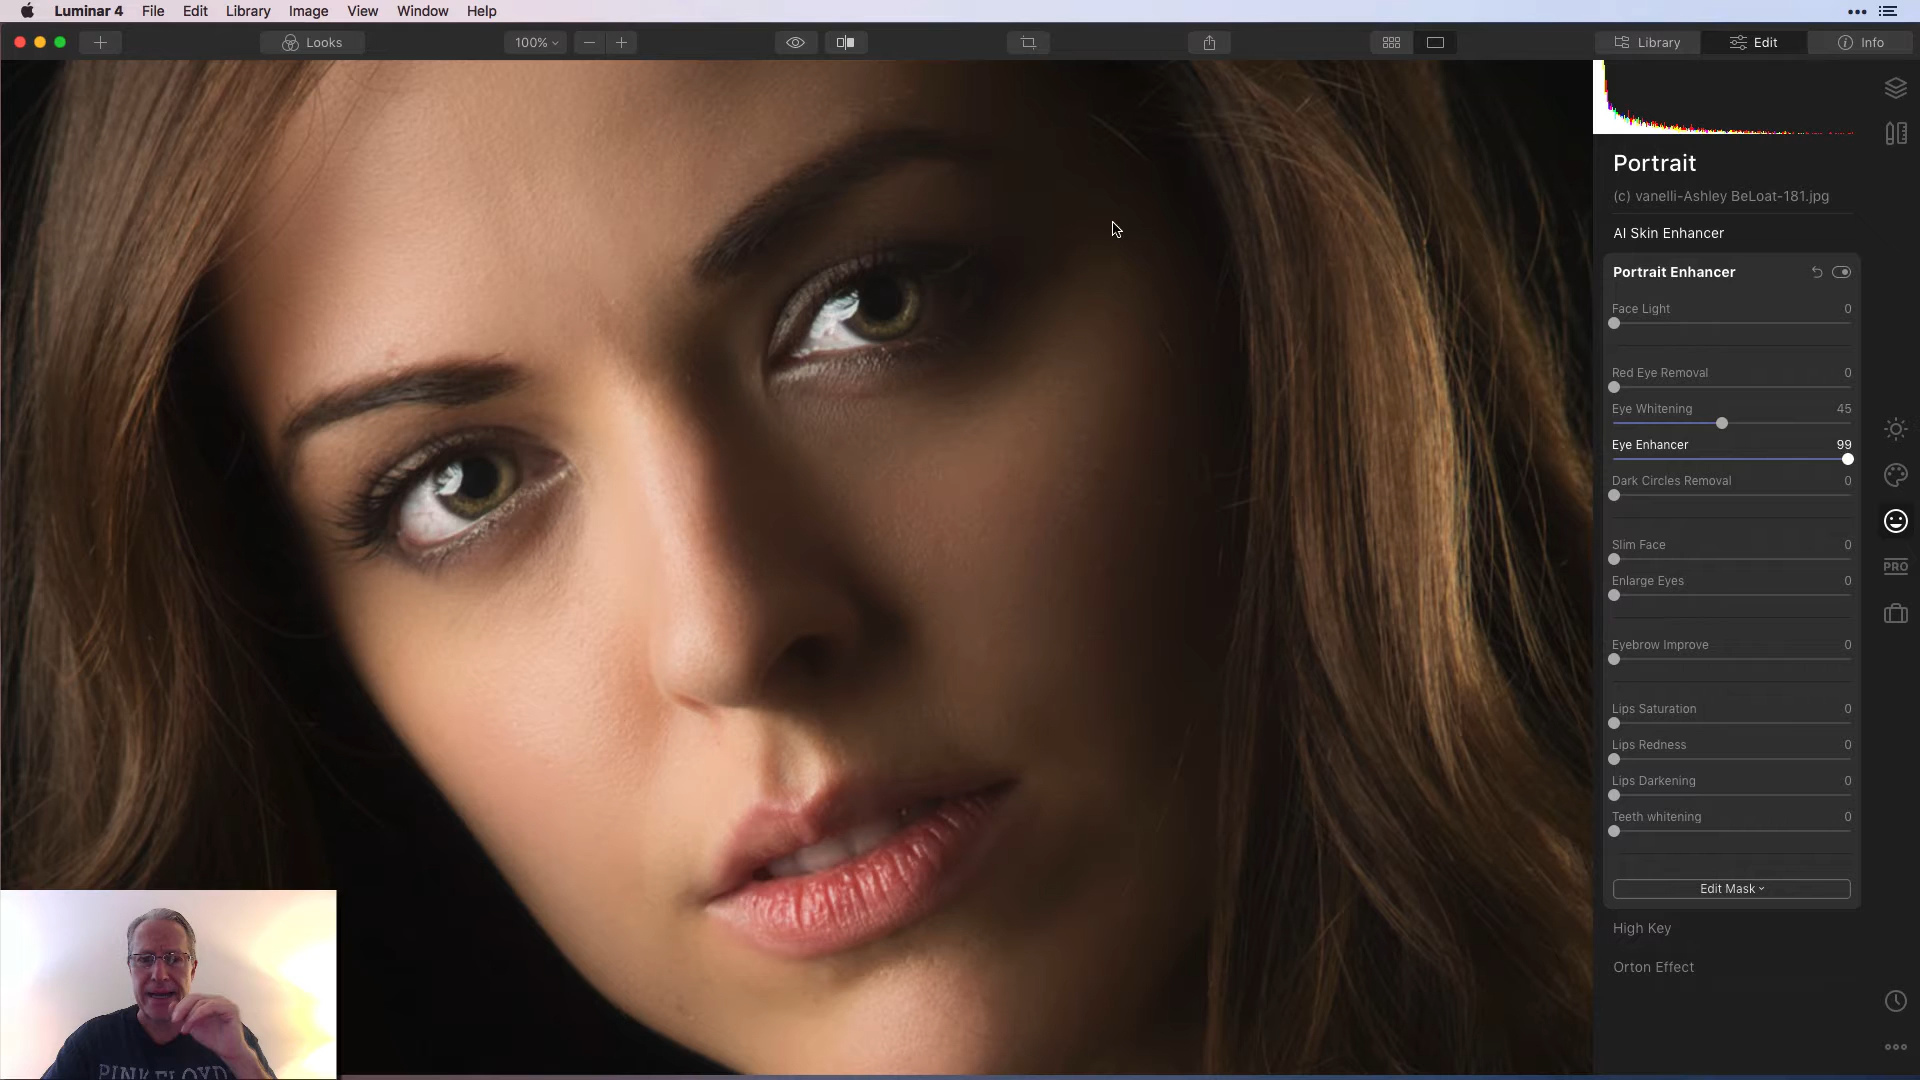 Luminar 4 File Edit Library Image View Window Help
Looks 100% Library Edit Info
Portrait
(c) vanelli-Ashley BeLoat-181.jpg
AI Skin Enhancer
Portrait Enhancer
Face Light 0
Red Eye Removal 0
Eye Whitening 45
Eye Enhancer 99
Dark Circles Removal 0
Slim Face 0
Enlarge Eyes 0
PRO
Eyebrow Improve 0
Lips Saturation 0
Lips Redness 0
Lips Darkening 0
Teeth whitening 0
Edit Mask
High Key
Orton Effect
PINK FLOYD